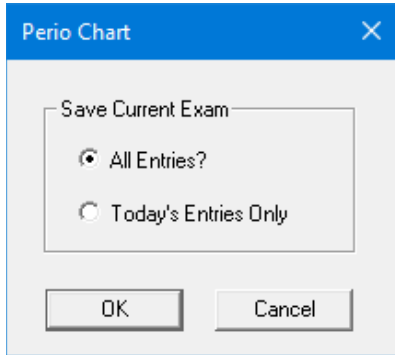 Perio Chart
Save Current Exam
All Entries?
Today's Entries Only
OK Cancel